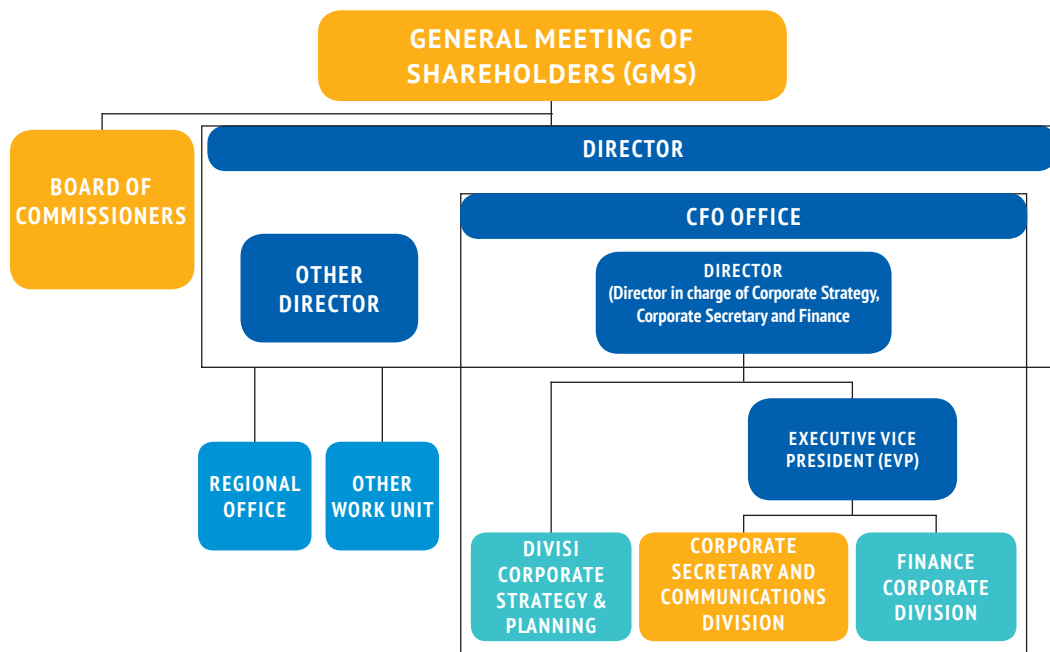 GENERAL MEETING OF
SHAREHOLDERS (GMS)
DIRECTOR
BOARD OF
COMMISSIONERS
CFO OFFICE
OTHER
DIRECTOR
DIRECTOR
(Director in charge of Corporate Strategy,
Corporate Secretary and Finance
EXECUTIVE VICE
PRESIDENT (EVP)
REGIONAL
OFFICE
OTHER
WORK UNIT
DIVISI
CORPORATE
STRATEGY &
PLANNING
CORPORATE
SECRETARY AND
COMMUNICATIONS
DIVISION
FINANCE
CORPORATE
DIVISION